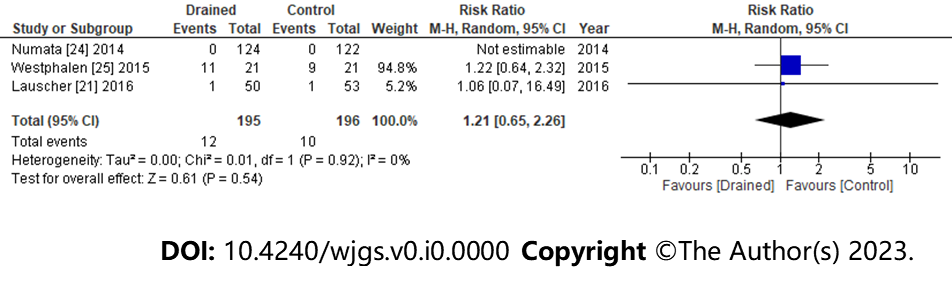 Drained Control Risk Ratio Risk Ratio
Study or Subgroup Events Total Events Total Weight M-H, Random, 95% CI Year M-H, Random, 95% CI
Numata [24] 2014 0 124 0 122 Not estimable 2014
Westphalen [25] 2015 11 21 9 21 94.8% 1.22 [0.64, 2.32] 2015
Lauscher [21] 2016 1 50 1 53 5.2% 1.06 [0.07, 16.49] 2016
Total (95% CI) 195 196 100.0% 1.21 [0.65, 2.26]
Total events 12 10
Heterogeneity: Tau² = 0.00; Chi² = 0.01, df = 1 (P = 0.92); I² = 0%
Test for overall effect: Z = 0.61 (P = 0.54)
0.1 0.2 0.5 1 2 5 10
Favours [Drained] Favours [Control]
DOI: 10.4240/wjgs.v0.i0.0000 Copyright ©The Author(s) 2023.